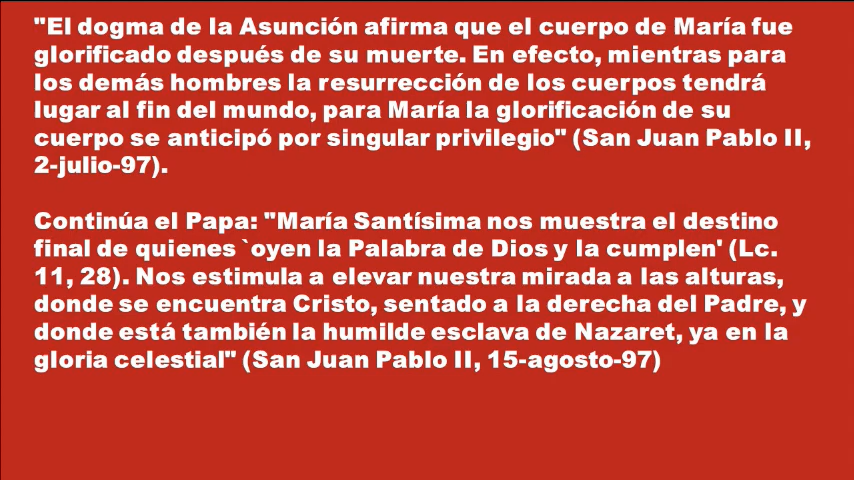 "El dogma de la Asunción afirma que el cuerpo de María fue
glorificado después de su muerte. En efecto, mientras para
los demás hombres la resurrección de los cuerpos tendrá
lugar al fin del mundo, para María la glorificación de su
cuerpo se anticipó por singular privilegio" (San Juan Pablo II,
2-julio-97).
Continúa el Papa: "María Santísima nos muestra el destino
final de quienes `oyen la Palabra de Dios y la cumplen' (Lc.
11, 28). Nos estimula a elevar nuestra mirada a las alturas,
donde se encuentra Cristo, sentado a la derecha del Padre, y
donde está también la humilde esclava de Nazaret, ya en la
gloria celestial" (San Juan Pablo II, 15-agosto-97)